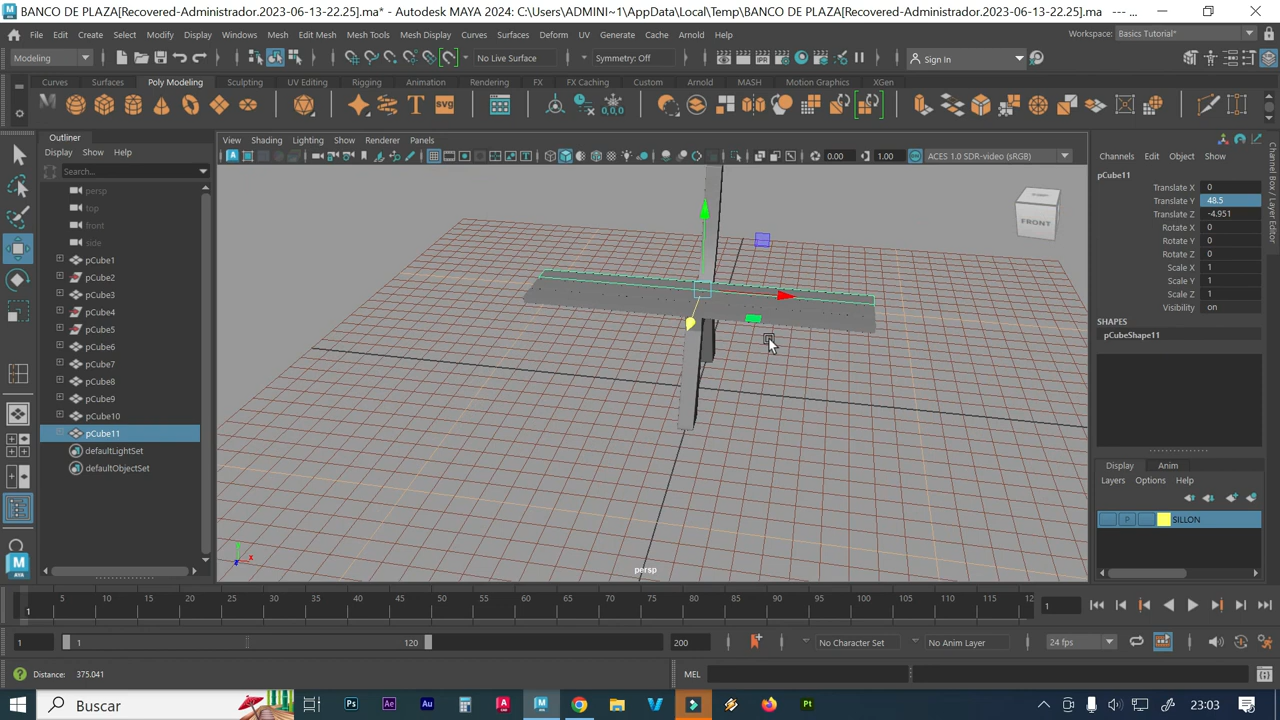 BANCO DE PLAZA[Recovered-Administrador.2023-06-13-22.25].ma* - Autodesk MAYA 2024: C:\Users\ADMINI~1\AppData\Local\Temp\BANCO DE PLAZA[Recovered-Administrador.2023-06-13-22.25].ma ---
File Edit Create Select Modify Display Windows Mesh Edit Mesh Mesh Tools Mesh Display Curves Surfaces Deform UV Generate Cache Arnold Help
Workspace: Basics Tutorial*
Modeling
No Live Surface
Symmetry: Off
Sign In
Curves Surfaces Poly Modeling Sculpting UV Editing Rigging Animation Rendering FX FX Caching Custom Arnold MASH Motion Graphics XGen
svg
0,0,0
Outliner
Display Show Help
Search...
persp
top
front
side
pCube1
pCube2
pCube3
pCube4
pCube5
pCube6
pCube7
pCube8
pCube9
pCube10
pCube11
defaultLightSet
defaultObjectSet
View Shading Lighting Show Renderer Panels
0.00
1.00
ACES 1.0 SDR-video (sRGB)
FRONT
persp
Channels Edit Object Show
pCube11
Translate X 0
Translate Y 48.5
Translate Z -4.951
Rotate X 0
Rotate Y 0
Rotate Z 0
Scale X 1
Scale Y 1
Scale Z 1
Visibility on
SHAPES
pCubeShape11
Display Anim
Layers Options Help
P
SILLON
Channel Box / Layer Editor
1 5 10 15 20 25 30 35 40 45 50 55 60 65 70 75 80 85 90 95 100 105 110 115 12
1
1
1
120
200
No Character Set
No Anim Layer
24 fps
Distance: 375.041
MEL
Buscar
23:03